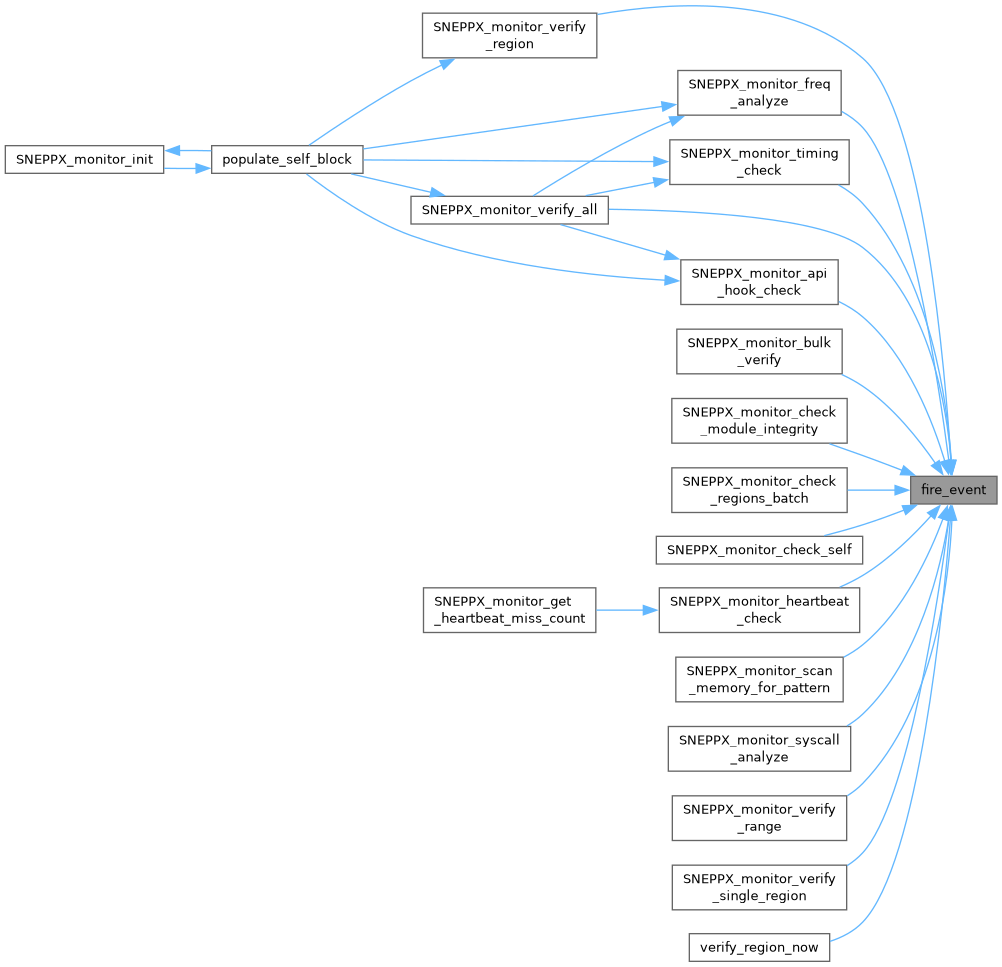 SNEPPX_monitor_verify
_region
SNEPPX_monitor_freq
_analyze
SNEPPX_monitor_timing
_check
SNEPPX_monitor_init
populate_self_block
SNEPPX_monitor_verify_all
SNEPPX_monitor_api
_hook_check
SNEPPX_monitor_bulk
_verify
SNEPPX_monitor_check
_module_integrity
SNEPPX_monitor_check
_regions_batch
fire_event
SNEPPX_monitor_check_self
SNEPPX_monitor_get
_heartbeat_miss_count
SNEPPX_monitor_heartbeat
_check
SNEPPX_monitor_scan
_memory_for_pattern
SNEPPX_monitor_syscall
_analyze
SNEPPX_monitor_verify
_range
SNEPPX_monitor_verify
_single_region
verify_region_now